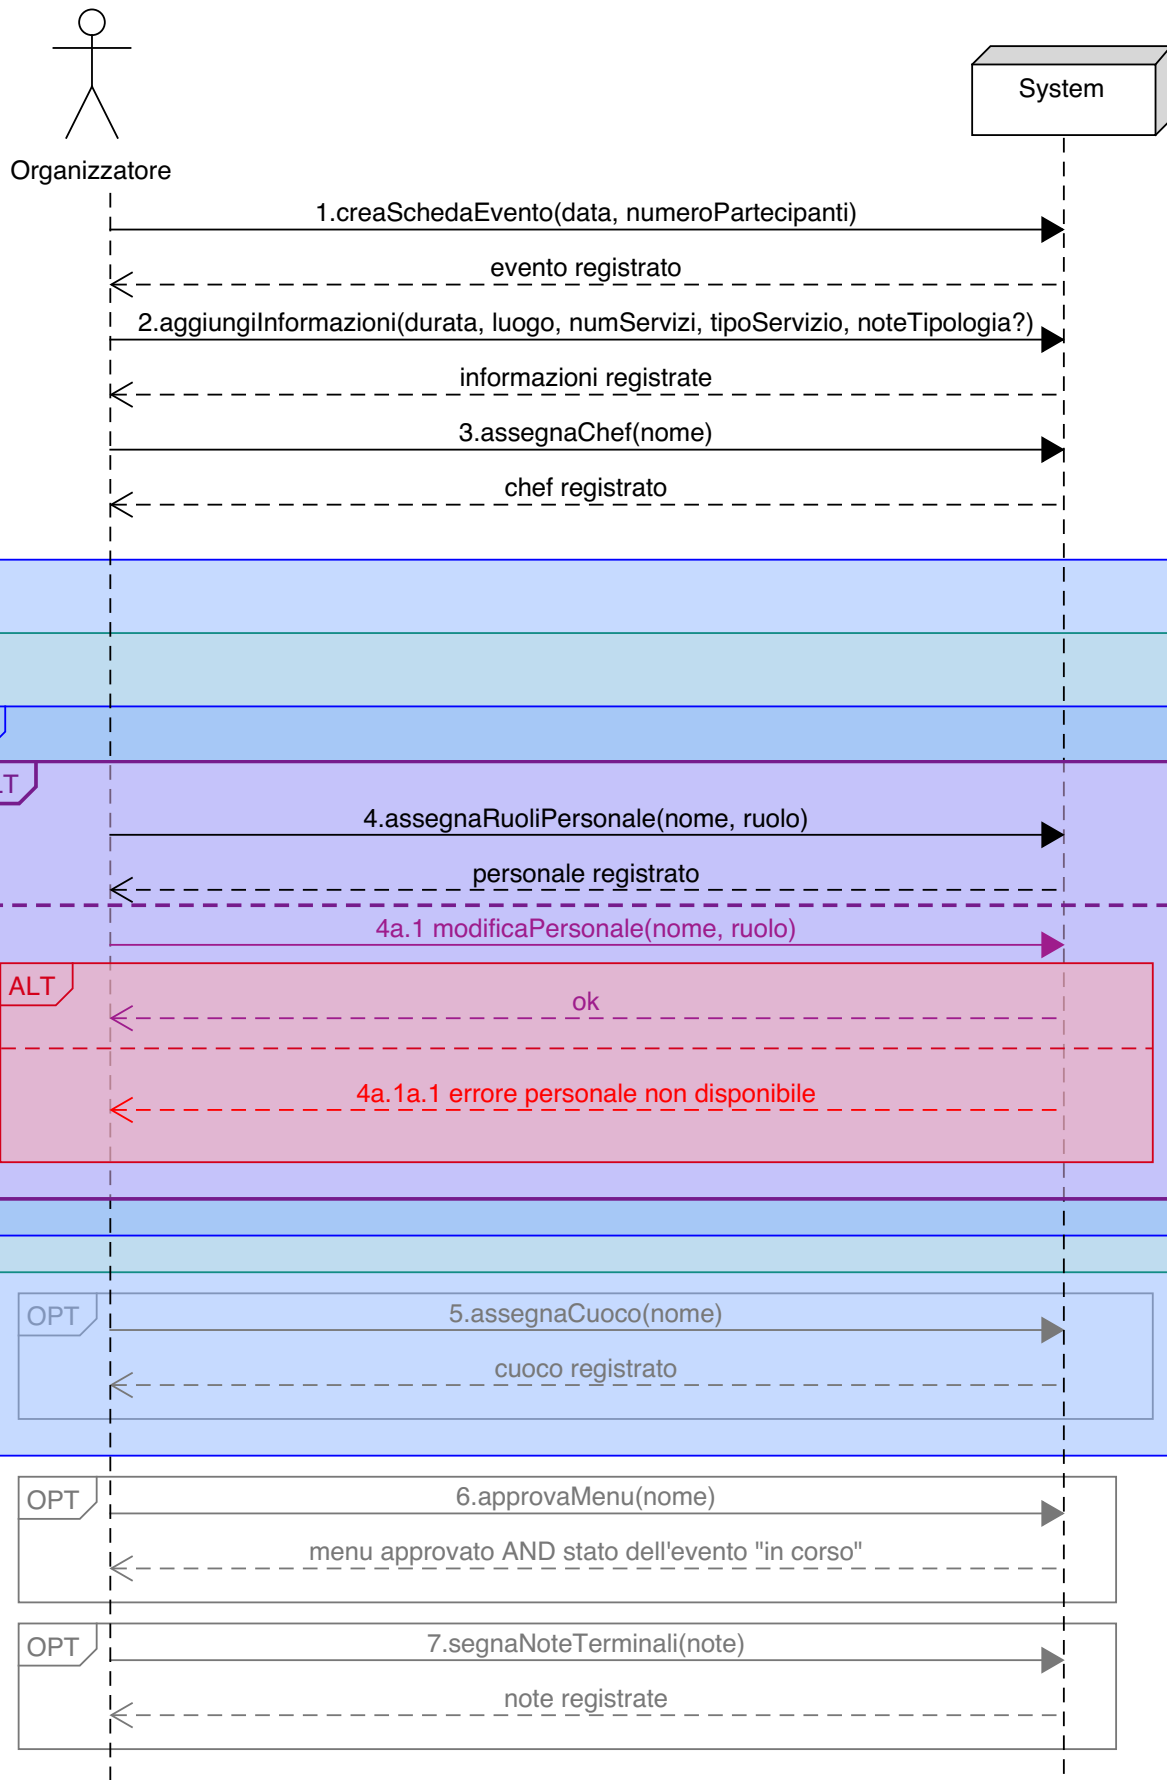 System
Organizzatore
1.creaSchedaEvento(data, numeroPartecipanti)
evento registrato
2.aggiungiInformazioni(durata, luogo, numServizi, tipoServizio, noteTipologia?)
informazioni registrate
3.assegnaChef(nome)
chef registrato
LT
4.assegnaRuoliPersonale(nome, ruolo)
personale registrato
4a.1 modificaPersonale(nome, ruolo)
ALT
ok
4a.1a.1 errore personale non disponibile
OPT
5.assegnaCuoco(nome)
cuoco registrato
OPT
6.approvaMenu(nome)
menu approvato AND stato dell'evento "in corso"
OPT
7.segnaNoteTerminali(note)
note registrate